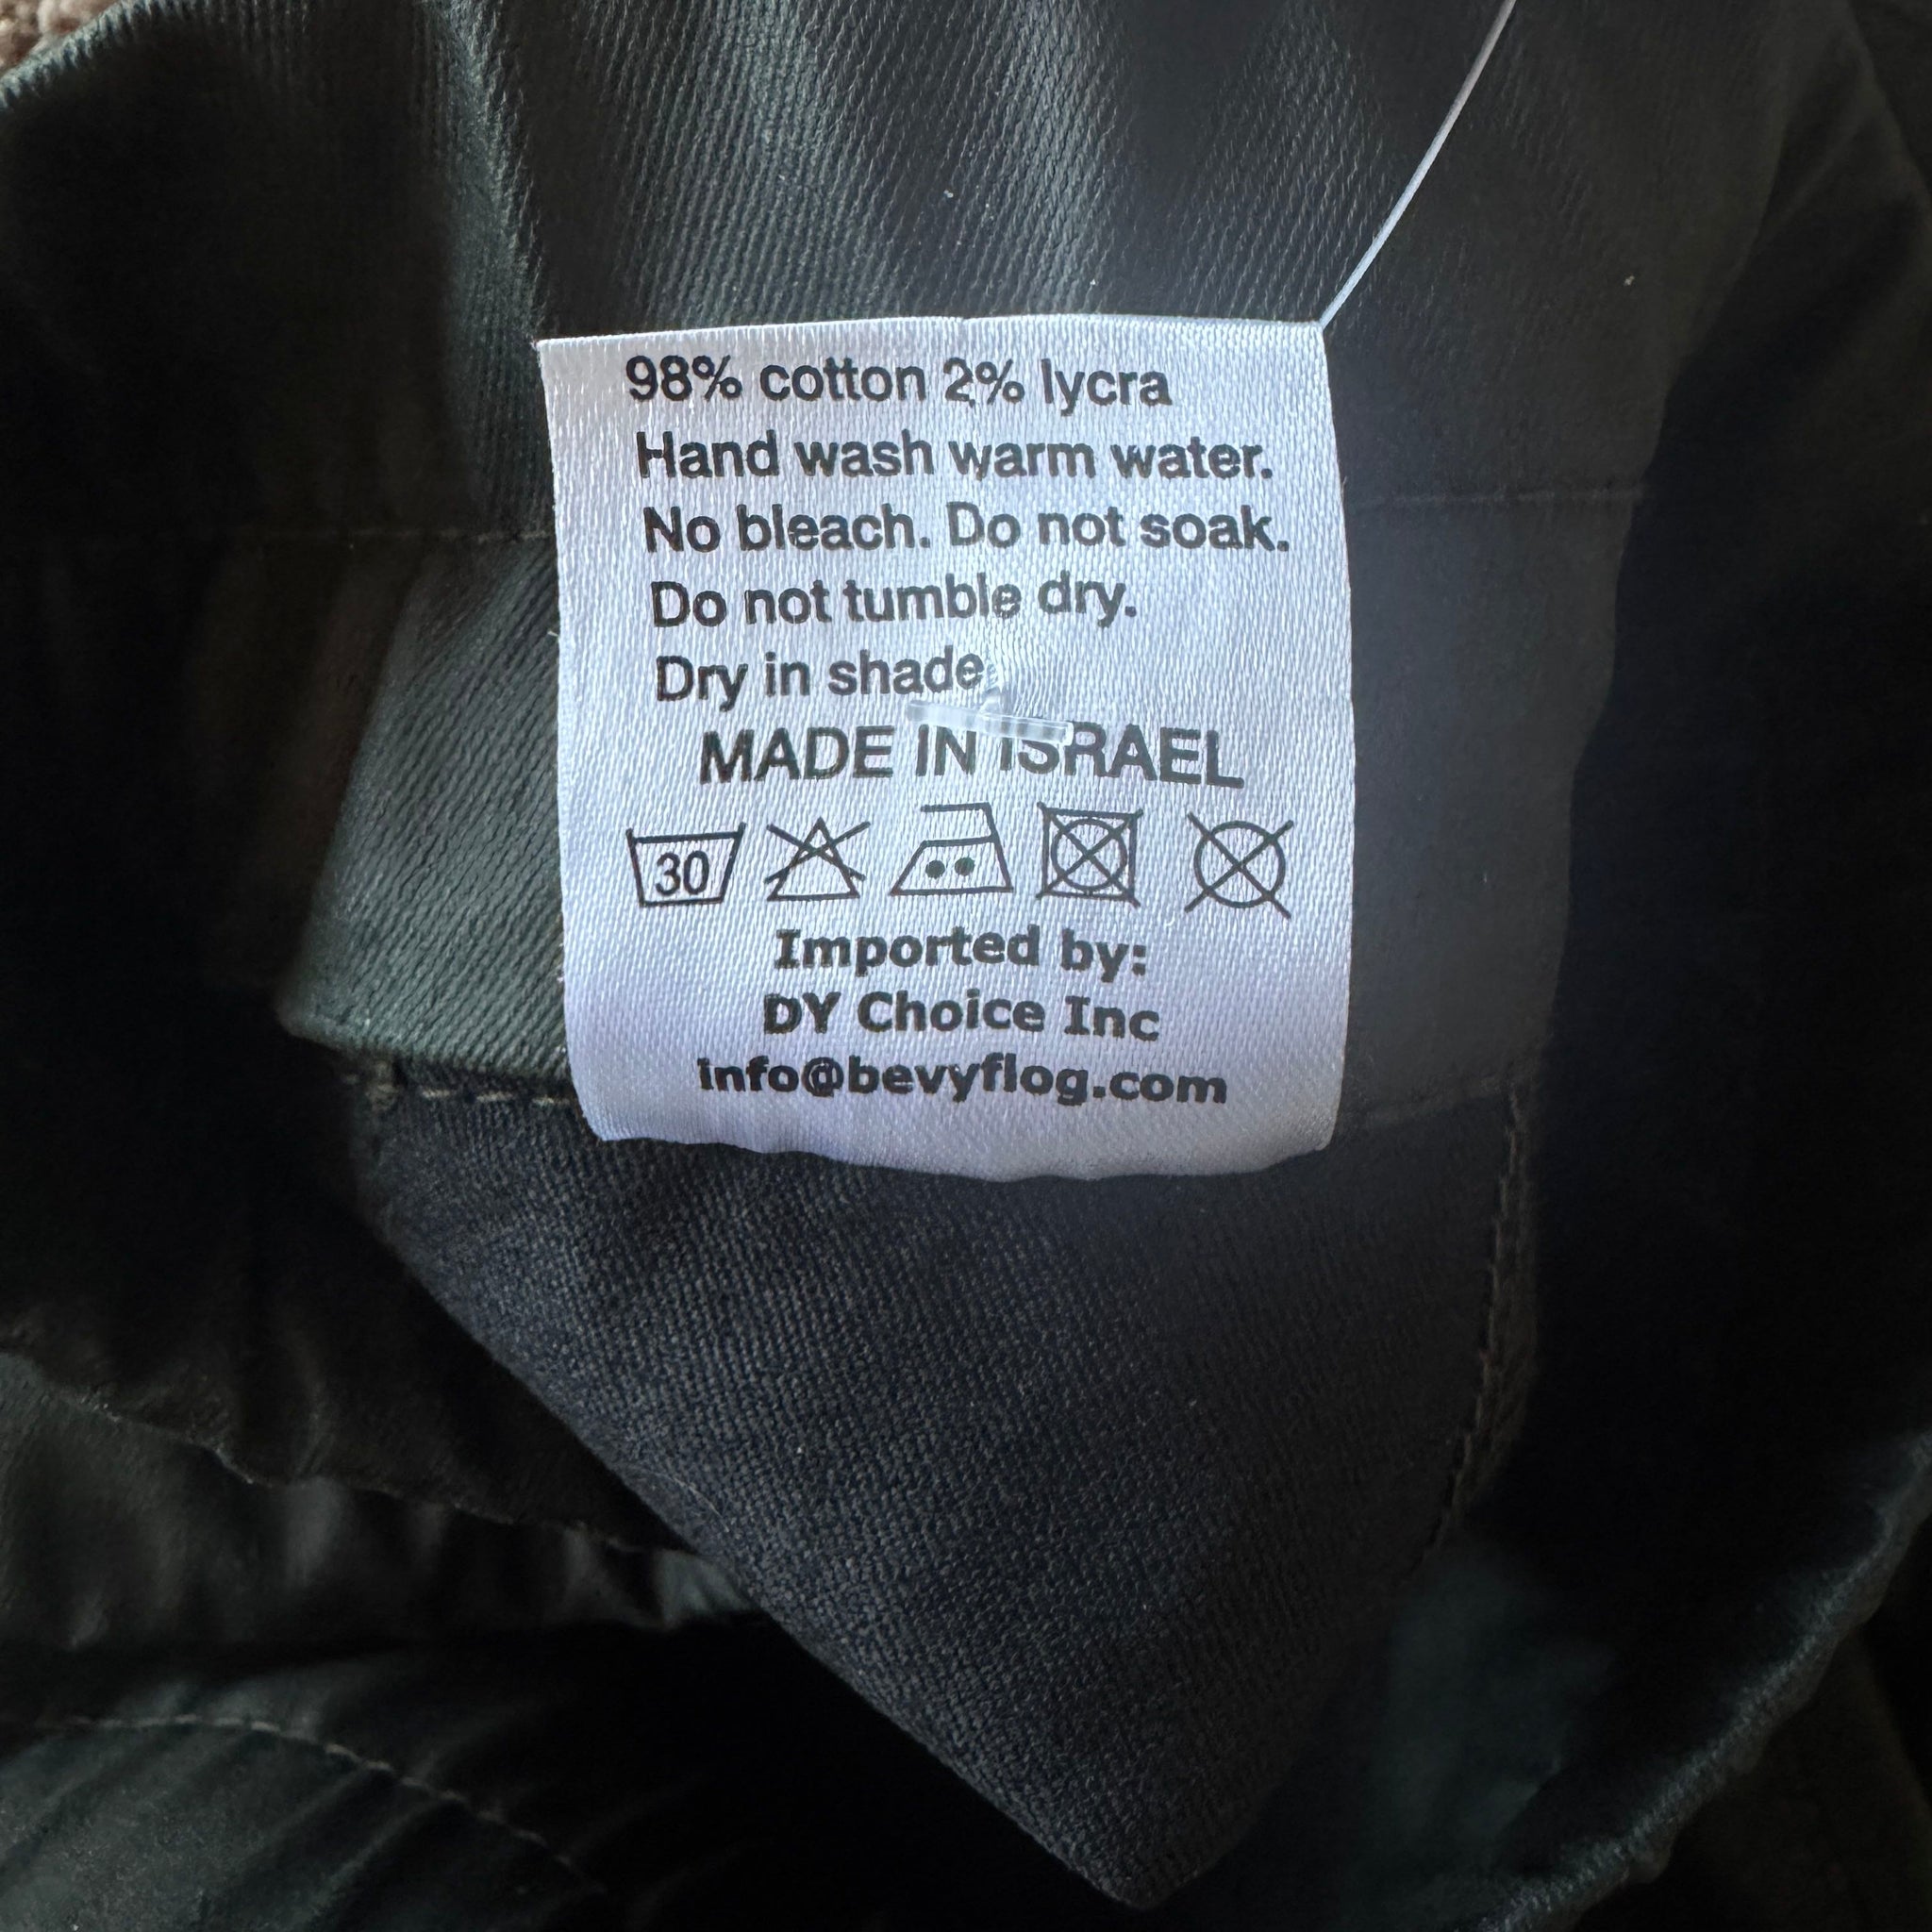 98% cotton 2% lycra
Hand wash warm water.
No bleach. Do not soak.
Do not tumble dry.
Dry in shade
MADE IN ISRAEL
30
Imported by:
DY Choice Inc
info@bevyflog.com